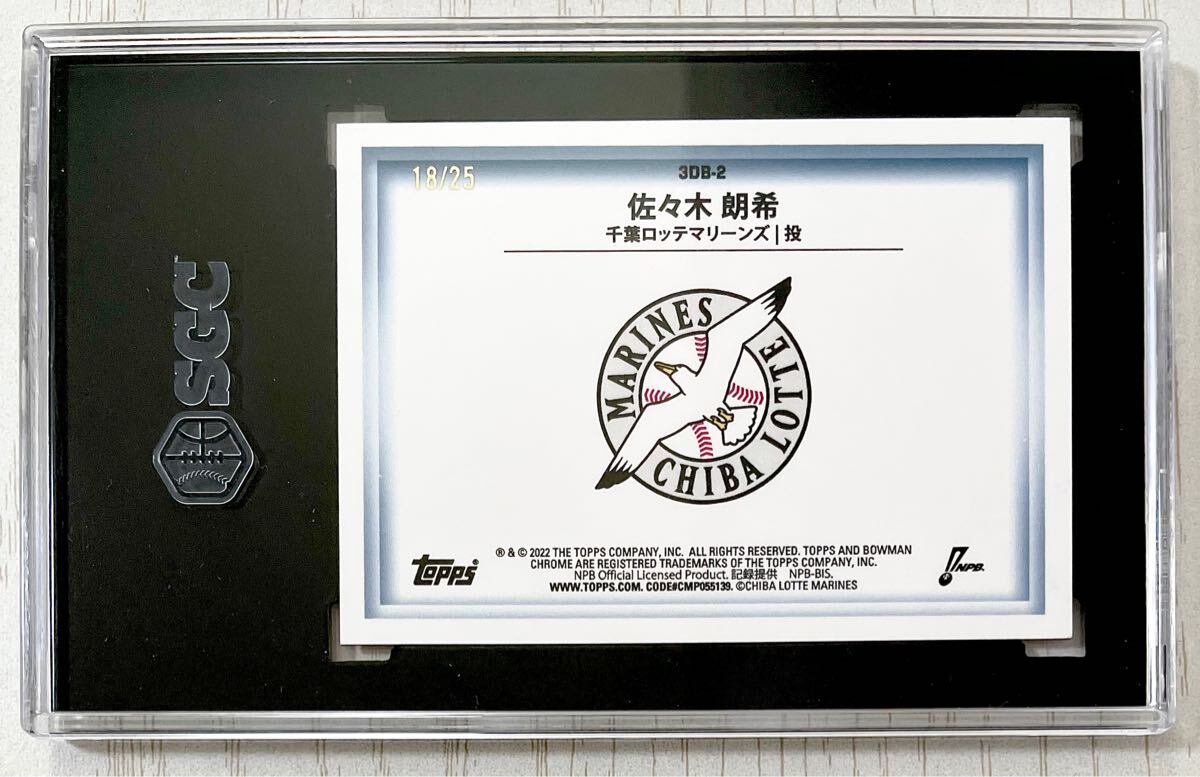 SGC
18/25
3DB-2
佐々木 朗希
千葉ロッテマリーンズ | 投
MARINES
CHIBA LOTTE
topps
® & © 2022 THE TOPPS COMPANY, INC. ALL RIGHTS RESERVED. TOPPS AND BOWMAN
CHROME ARE REGISTERED TRADEMARKS OF THE TOPPS COMPANY, INC.
NPB Official Licensed Product. 記録提供 NPB-BIS.
WWW.TOPPS.COM. CODE#CMP055139. ©CHIBA LOTTE MARINES
NPB.